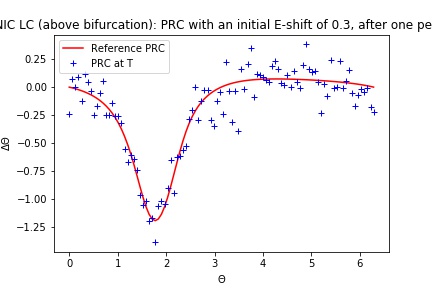 NIC LC (above bifurcation): PRC with an initial E-shift of 0.3, after one pe
Reference PRC
PRC at T
0.25
0.00
−0.25
−0.50
−0.75
−1.00
−1.25
ΔΘ
0 1 2 3 4 5 6
Θ